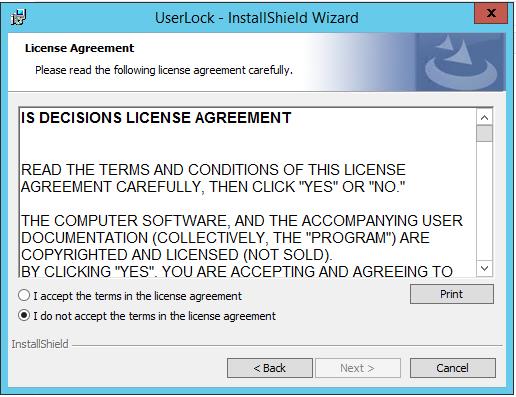 UserLock - InstallShield Wizard
x
License Agreement
Please read the following license agreement carefully.
IS DECISIONS LICENSE AGREEMENT
READ THE TERMS AND CONDITIONS OF THIS LICENSE
AGREEMENT CAREFULLY, THEN CLICK "YES" OR "NO."
THE COMPUTER SOFTWARE, AND THE ACCOMPANYING USER
DOCUMENTATION (COLLECTIVELY, THE "PROGRAM") ARE
COPYRIGHTED AND LICENSED (NOT SOLD).
BY CLICKING "YES", YOU ARE ACCEPTING AND AGREEING TO
I accept the terms in the license agreement
Print
I do not accept the terms in the license agreement
InstallShield
< Back
Next >
Cancel